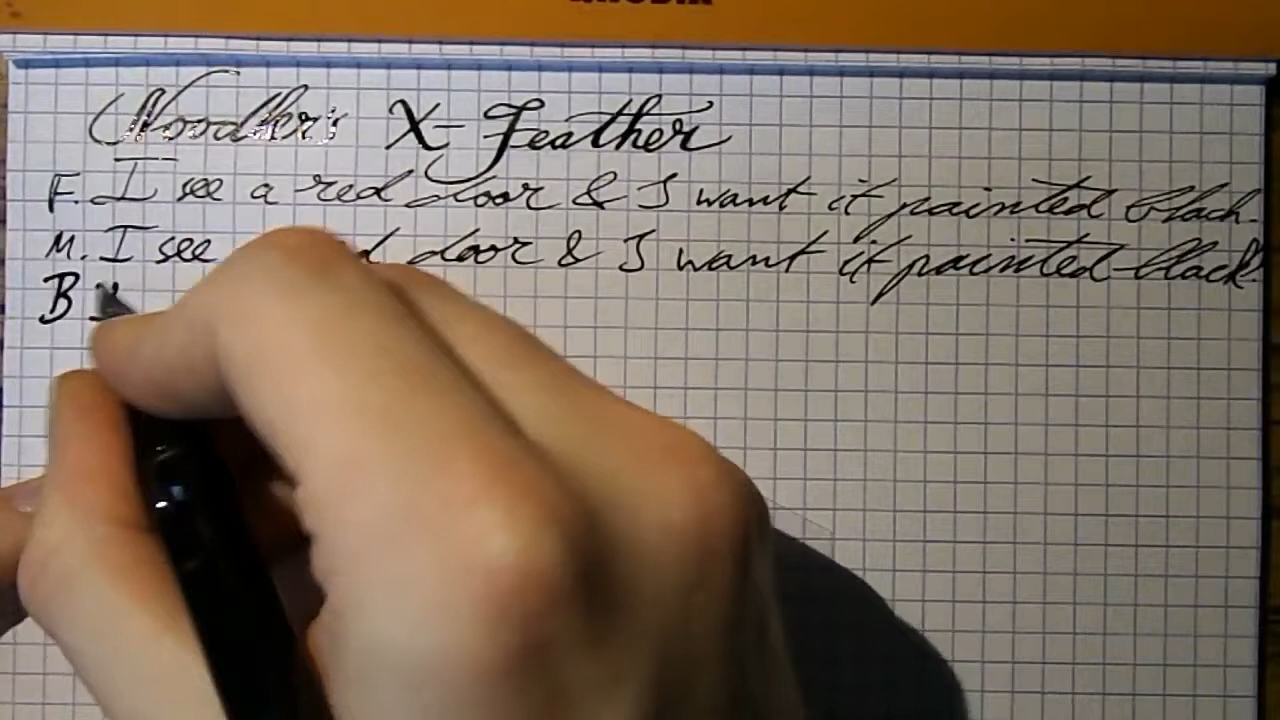 Noodler's X-Feather
F. I see a red door & I want it painted black.
M. I see door & I want it painted black.
B